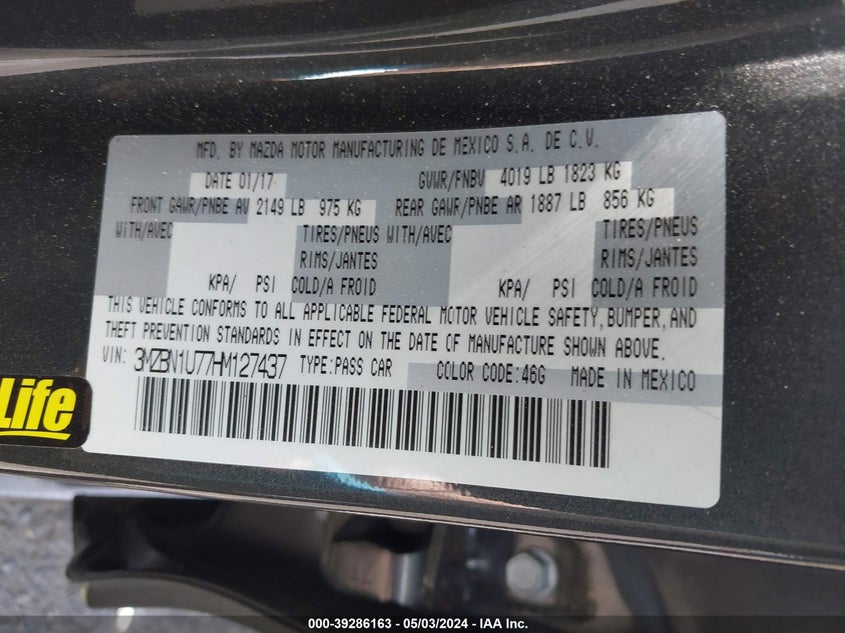 MFD. BY MAZDA MOTOR MANUFACTURING DE MEXICO S.A. DE C.V.
DATE 01/17 GVWR/PNBV 4019 LB 1823 KG
FRONT GAWR/PNBE AV 2149 LB 975 KG REAR GAWR/PNBE AR 1887 LB 856 KG
WITH/AVEC TIRES/PNEUS WITH/AVEC TIRES/PNEUS
RIMS/JANTES RIMS/JANTES
KPA/ PSI COLD/A FROID KPA/ PSI COLD/A FROID
THIS VEHICLE CONFORMS TO ALL APPLICABLE FEDERAL MOTOR VEHICLE SAFETY, BUMPER, AND
THEFT PREVENTION STANDARDS IN EFFECT ON THE DATE OF MANUFACTURE SHOWN ABOVE.
VIN: 3MZBN1U77HM127437 TYPE:PASS CAR COLOR CODE:46G MADE IN MEXICO
Life
000-39286163 - 05/03/2024 - IAA Inc.